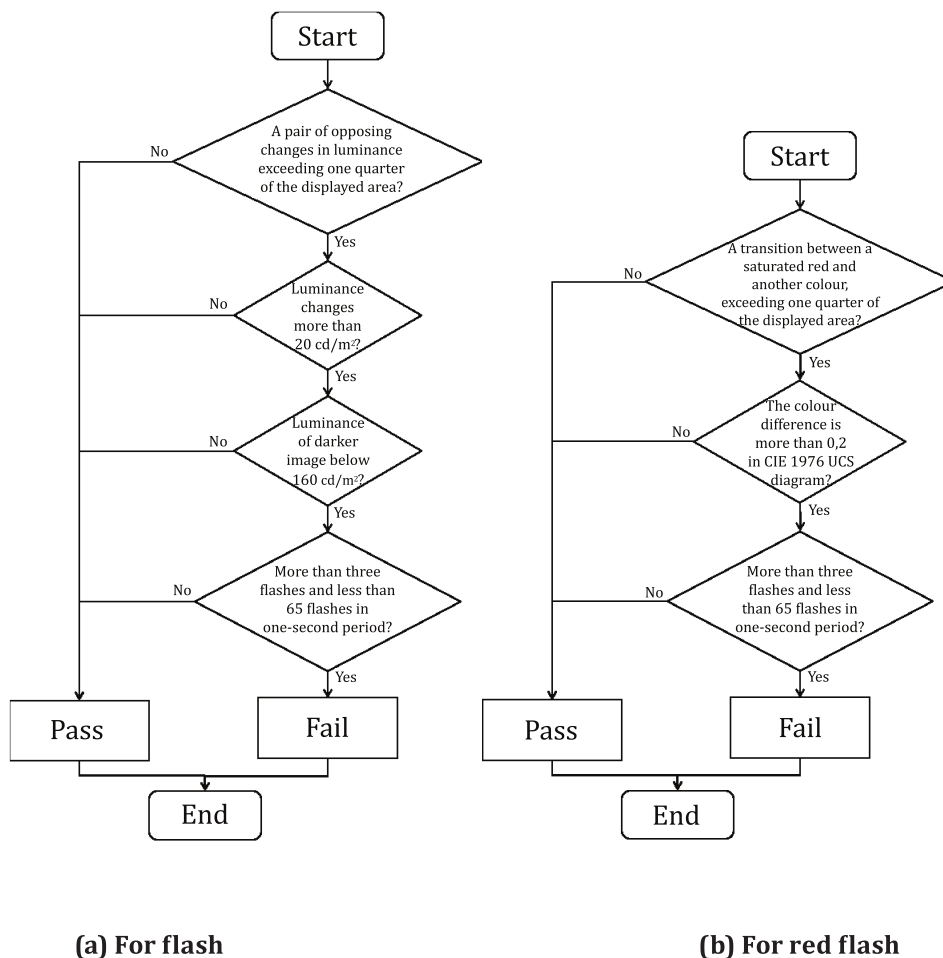 Start
A pair of opposing
changes in luminance
exceeding one quarter
of the displayed area?
No
Yes
Luminance
changes
more than
20 cd/m²?
No
Yes
Luminance
of darker
image below
160 cd/m²?
No
Yes
More than three
flashes and less than
65 flashes in
one-second period?
No
Yes
Pass
Fail
End
(a) For flash
Start
A transition between a
saturated red and
another colour,
exceeding one quarter of
the displayed area?
No
Yes
The colour
difference is
more than 0,2
in CIE 1976 UCS
diagram?
No
Yes
More than three
flashes and less
than 65 flashes in
one-second period?
No
Yes
Pass
Fail
End
(b) For red flash